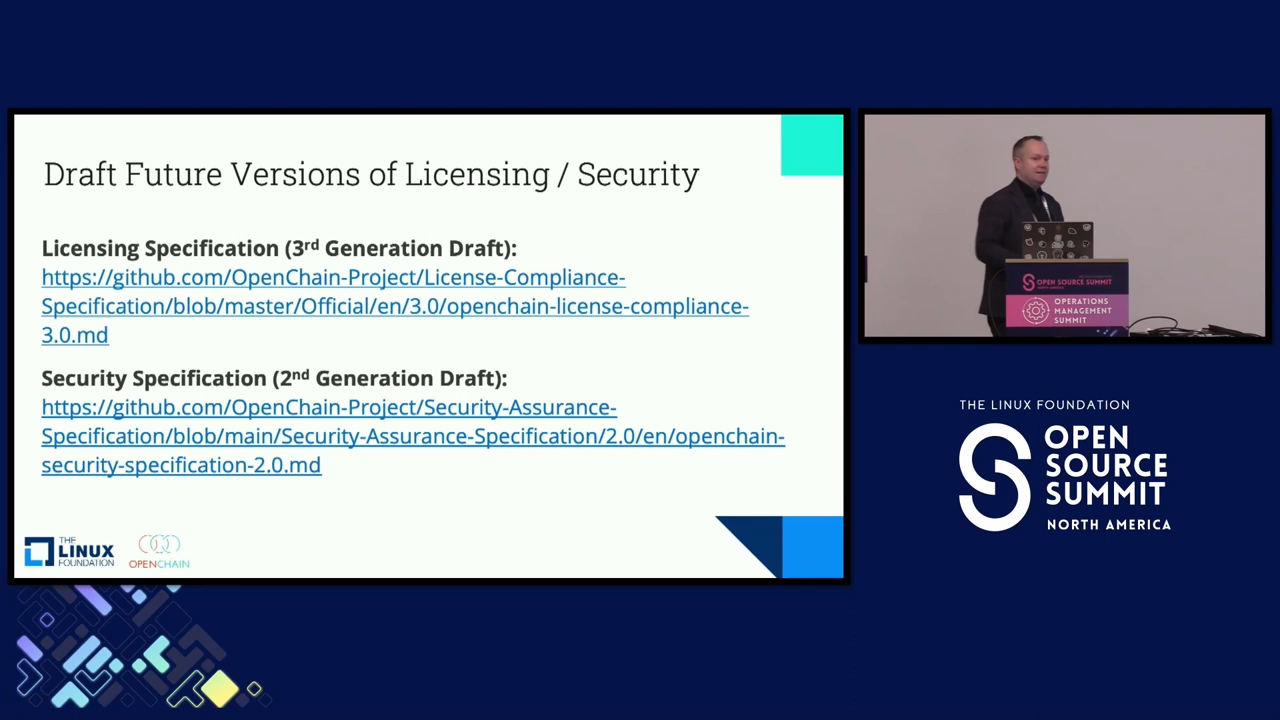 Draft Future Versions of Licensing / Security
Licensing Specification (3rd Generation Draft):
https://github.com/OpenChain-Project/License-Compliance-
Specification/blob/master/Official/en/3.0/openchain-license-compliance-
3.0.md
Security Specification (2nd Generation Draft):
https://github.com/OpenChain-Project/Security-Assurance-
Specification/blob/main/Security-Assurance-Specification/2.0/en/openchain-
security-specification-2.0.md
THE
LINUX
FOUNDATION
OPENCHAIN
OPEN SOURCE SUMMIT
NORTH AMERICA
OPERATIONS
MANAGEMENT
SUMMIT
THE LINUX FOUNDATION
OPEN
SOURCE
SUMMIT
NORTH AMERICA